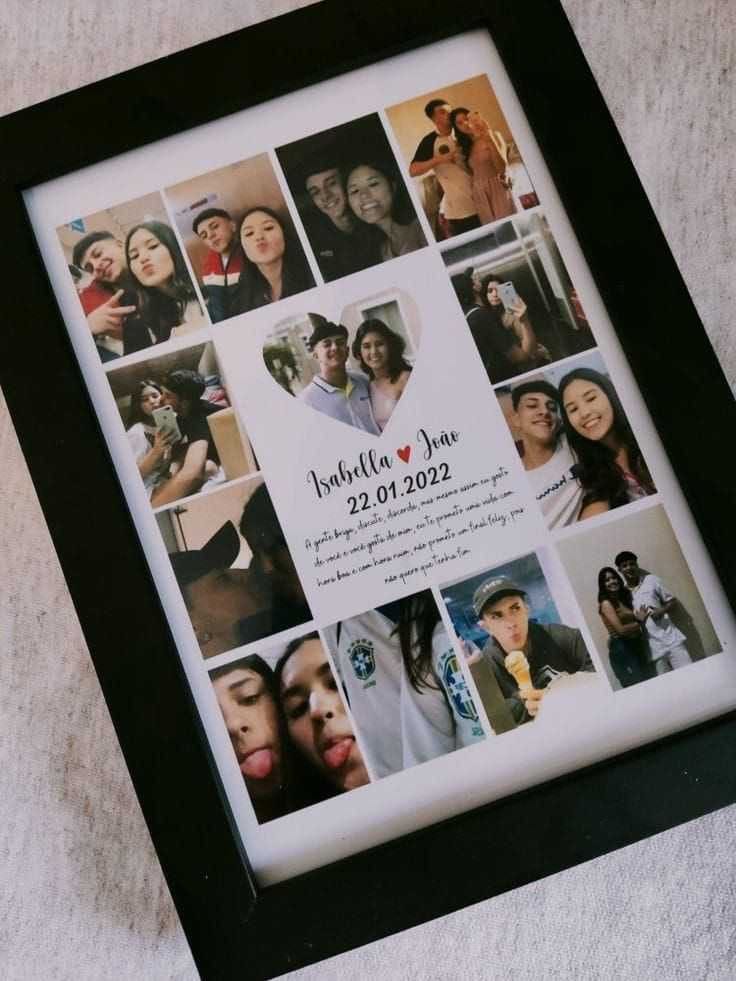 Isabella João
22.01.2022
A gente briga, discute, discorda, mas mesmo assim eu gosto
de você e você gosta de mim, eu te prometo uma vida com
hora boa e com hora ruim, não prometo um final feliz, pois
não quero que tenha fim.